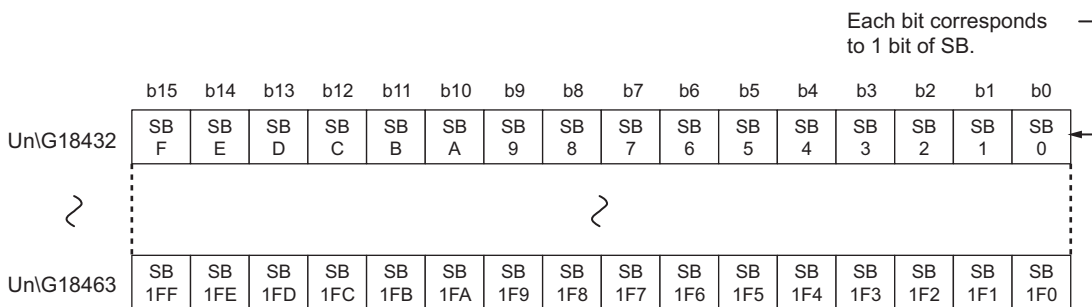 Each bit corresponds
to 1 bit of SB.
b15 b14 b13 b12 b11 b10 b9 b8 b7 b6 b5 b4 b3 b2 b1 b0
Un\G18432
SB SB SB SB SB SB SB SB SB SB SB SB SB SB SB SB
F E D C B A 9 8 7 6 5 4 3 2 1 0
Un\G18463
SB SB SB SB SB SB SB SB SB SB SB SB SB SB SB SB
1FF 1FE 1FD 1FC 1FB 1FA 1F9 1F8 1F7 1F6 1F5 1F4 1F3 1F2 1F1 1F0